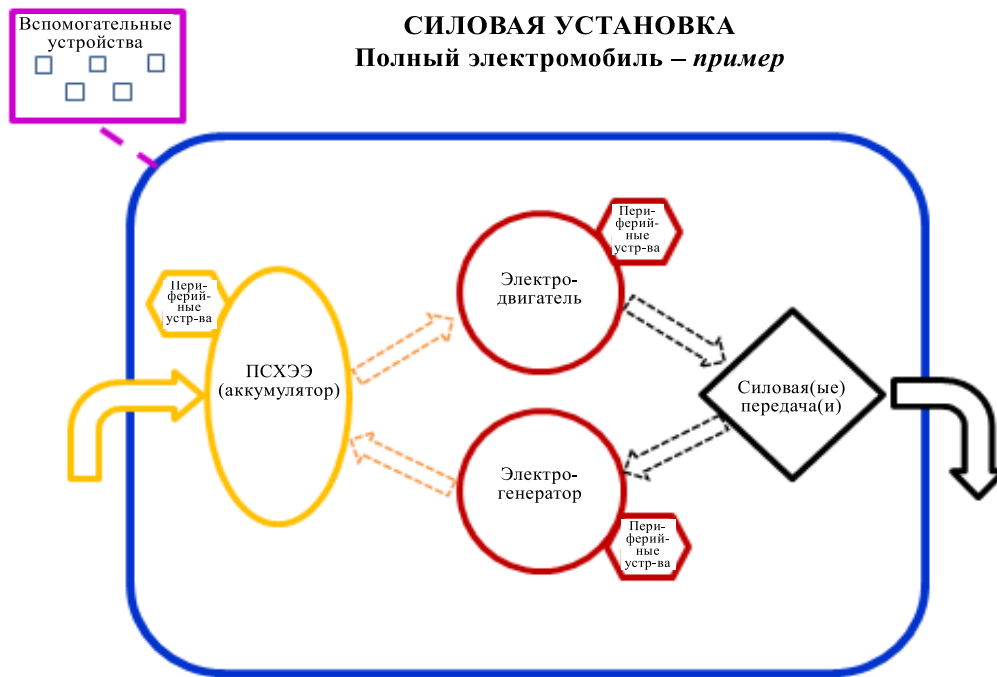 Вспомогательные
устройства
СИЛОВАЯ УСТАНОВКА
Полный электромобиль – пример
Пери-
ферий-
ные
устр-ва
Электро-
двигатель
Пери-
ферий-
ные
устр-ва
ПСХЭЭ
(аккумулятор)
Силовая(ые)
передача(и)
Электро-
генератор
Пери-
ферий-
ные
устр-ва